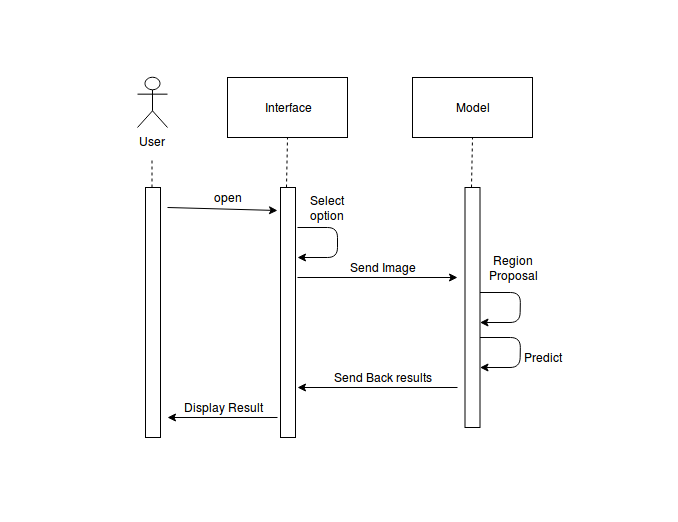 Interface
Model
User
open
Select
option
Send Image
Region
Proposal
Predict
Send Back results
Display Result